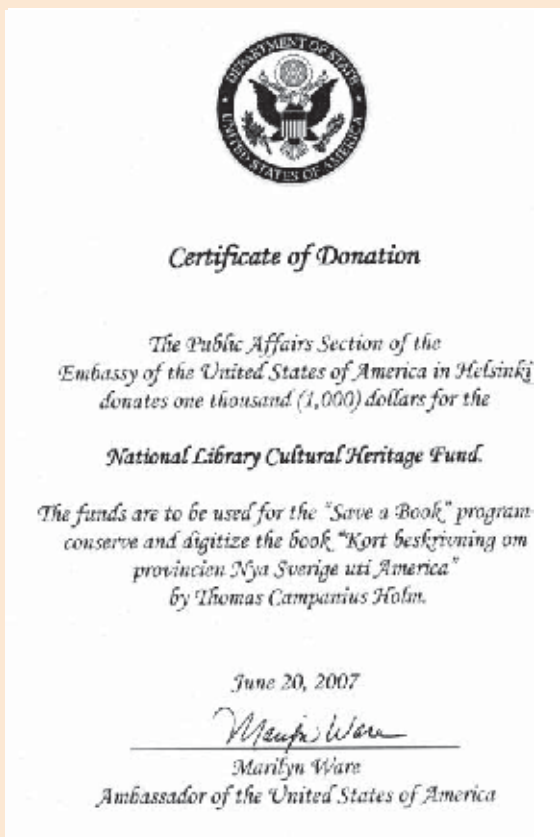 DEPARTMENT OF STATE
UNITED STATES OF AMERICA
Certificate of Donation
The Public Affairs Section of the
Embassy of the United States of America in Helsinki
donates one thousand (1,000) dollars for the
National Library Cultural Heritage Fund.
The funds are to be used for the "Save a Book" program
conserve and digitize the book "Kort beskrivning om
provincien Nya Sverige uti America"
by Thomas Campanius Holm.
June 20, 2007
Marilyn Ware
Marilyn Ware
Ambassador of the United States of America